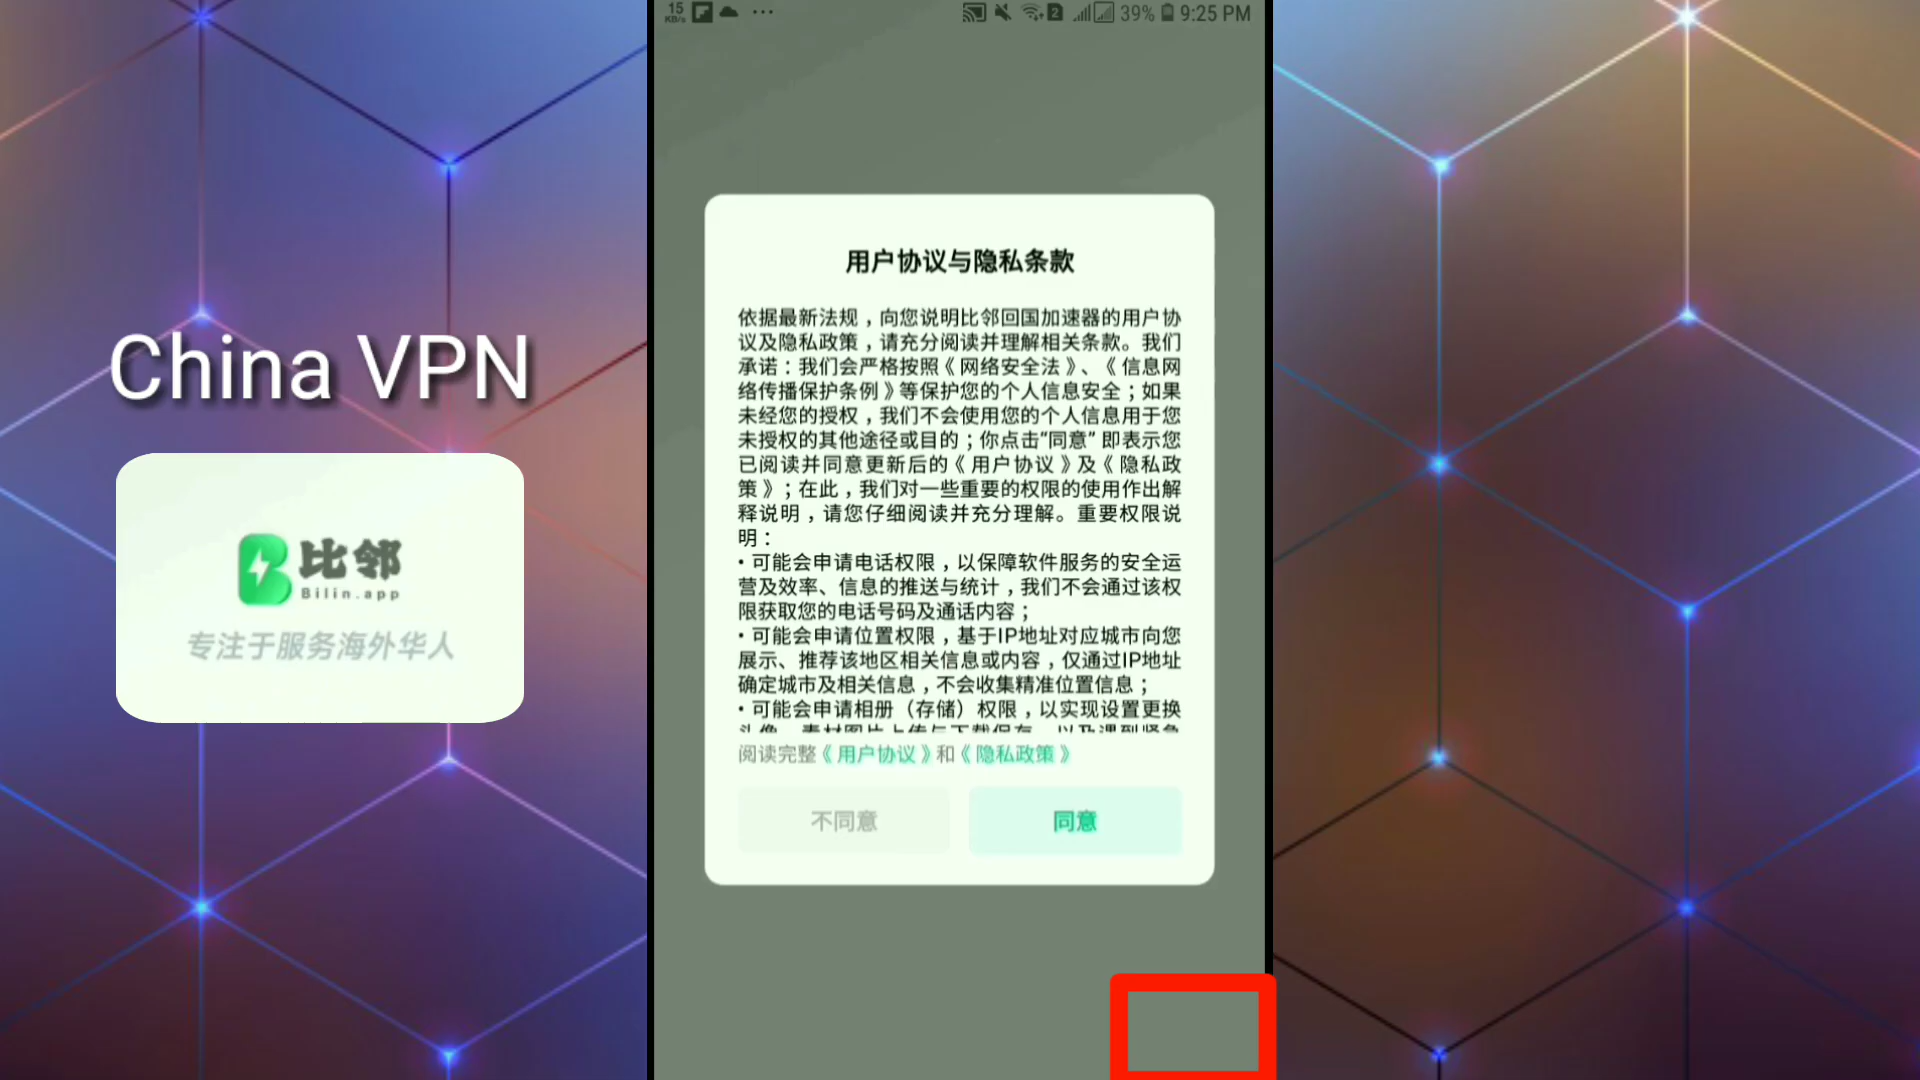 China VPN
比邻
Bilin.app
专注于服务海外华人
15
KB/s
2
39%
9:25 PM
用户协议与隐私条款
依据最新法规，向您说明比邻回国加速器的用户协
议及隐私政策，请充分阅读并理解相关条款。我们
承诺：我们会严格按照《网络安全法》、《信息网
络传播保护条例》等保护您的个人信息安全；如果
未经您的授权，我们不会使用您的个人信息用于您
未授权的其他途径或目的；你点击“同意” 即表示您
已阅读并同意更新后的《用户协议》及《隐私政
策》；在此，我们对一些重要的权限的使用作出解
释说明，请您仔细阅读并充分理解。重要权限说
明：
• 可能会申请电话权限，以保障软件服务的安全运
营及效率、信息的推送与统计，我们不会通过该权
限获取您的电话号码及通话内容；
• 可能会申请位置权限，基于IP地址对应城市向您
展示、推荐该地区相关信息或内容，仅通过IP地址
确定城市及相关信息，不会收集精准位置信息；
• 可能会申请相册（存储）权限，以实现设置更换
阅读完整《用户协议》和《隐私政策》
不同意
同意